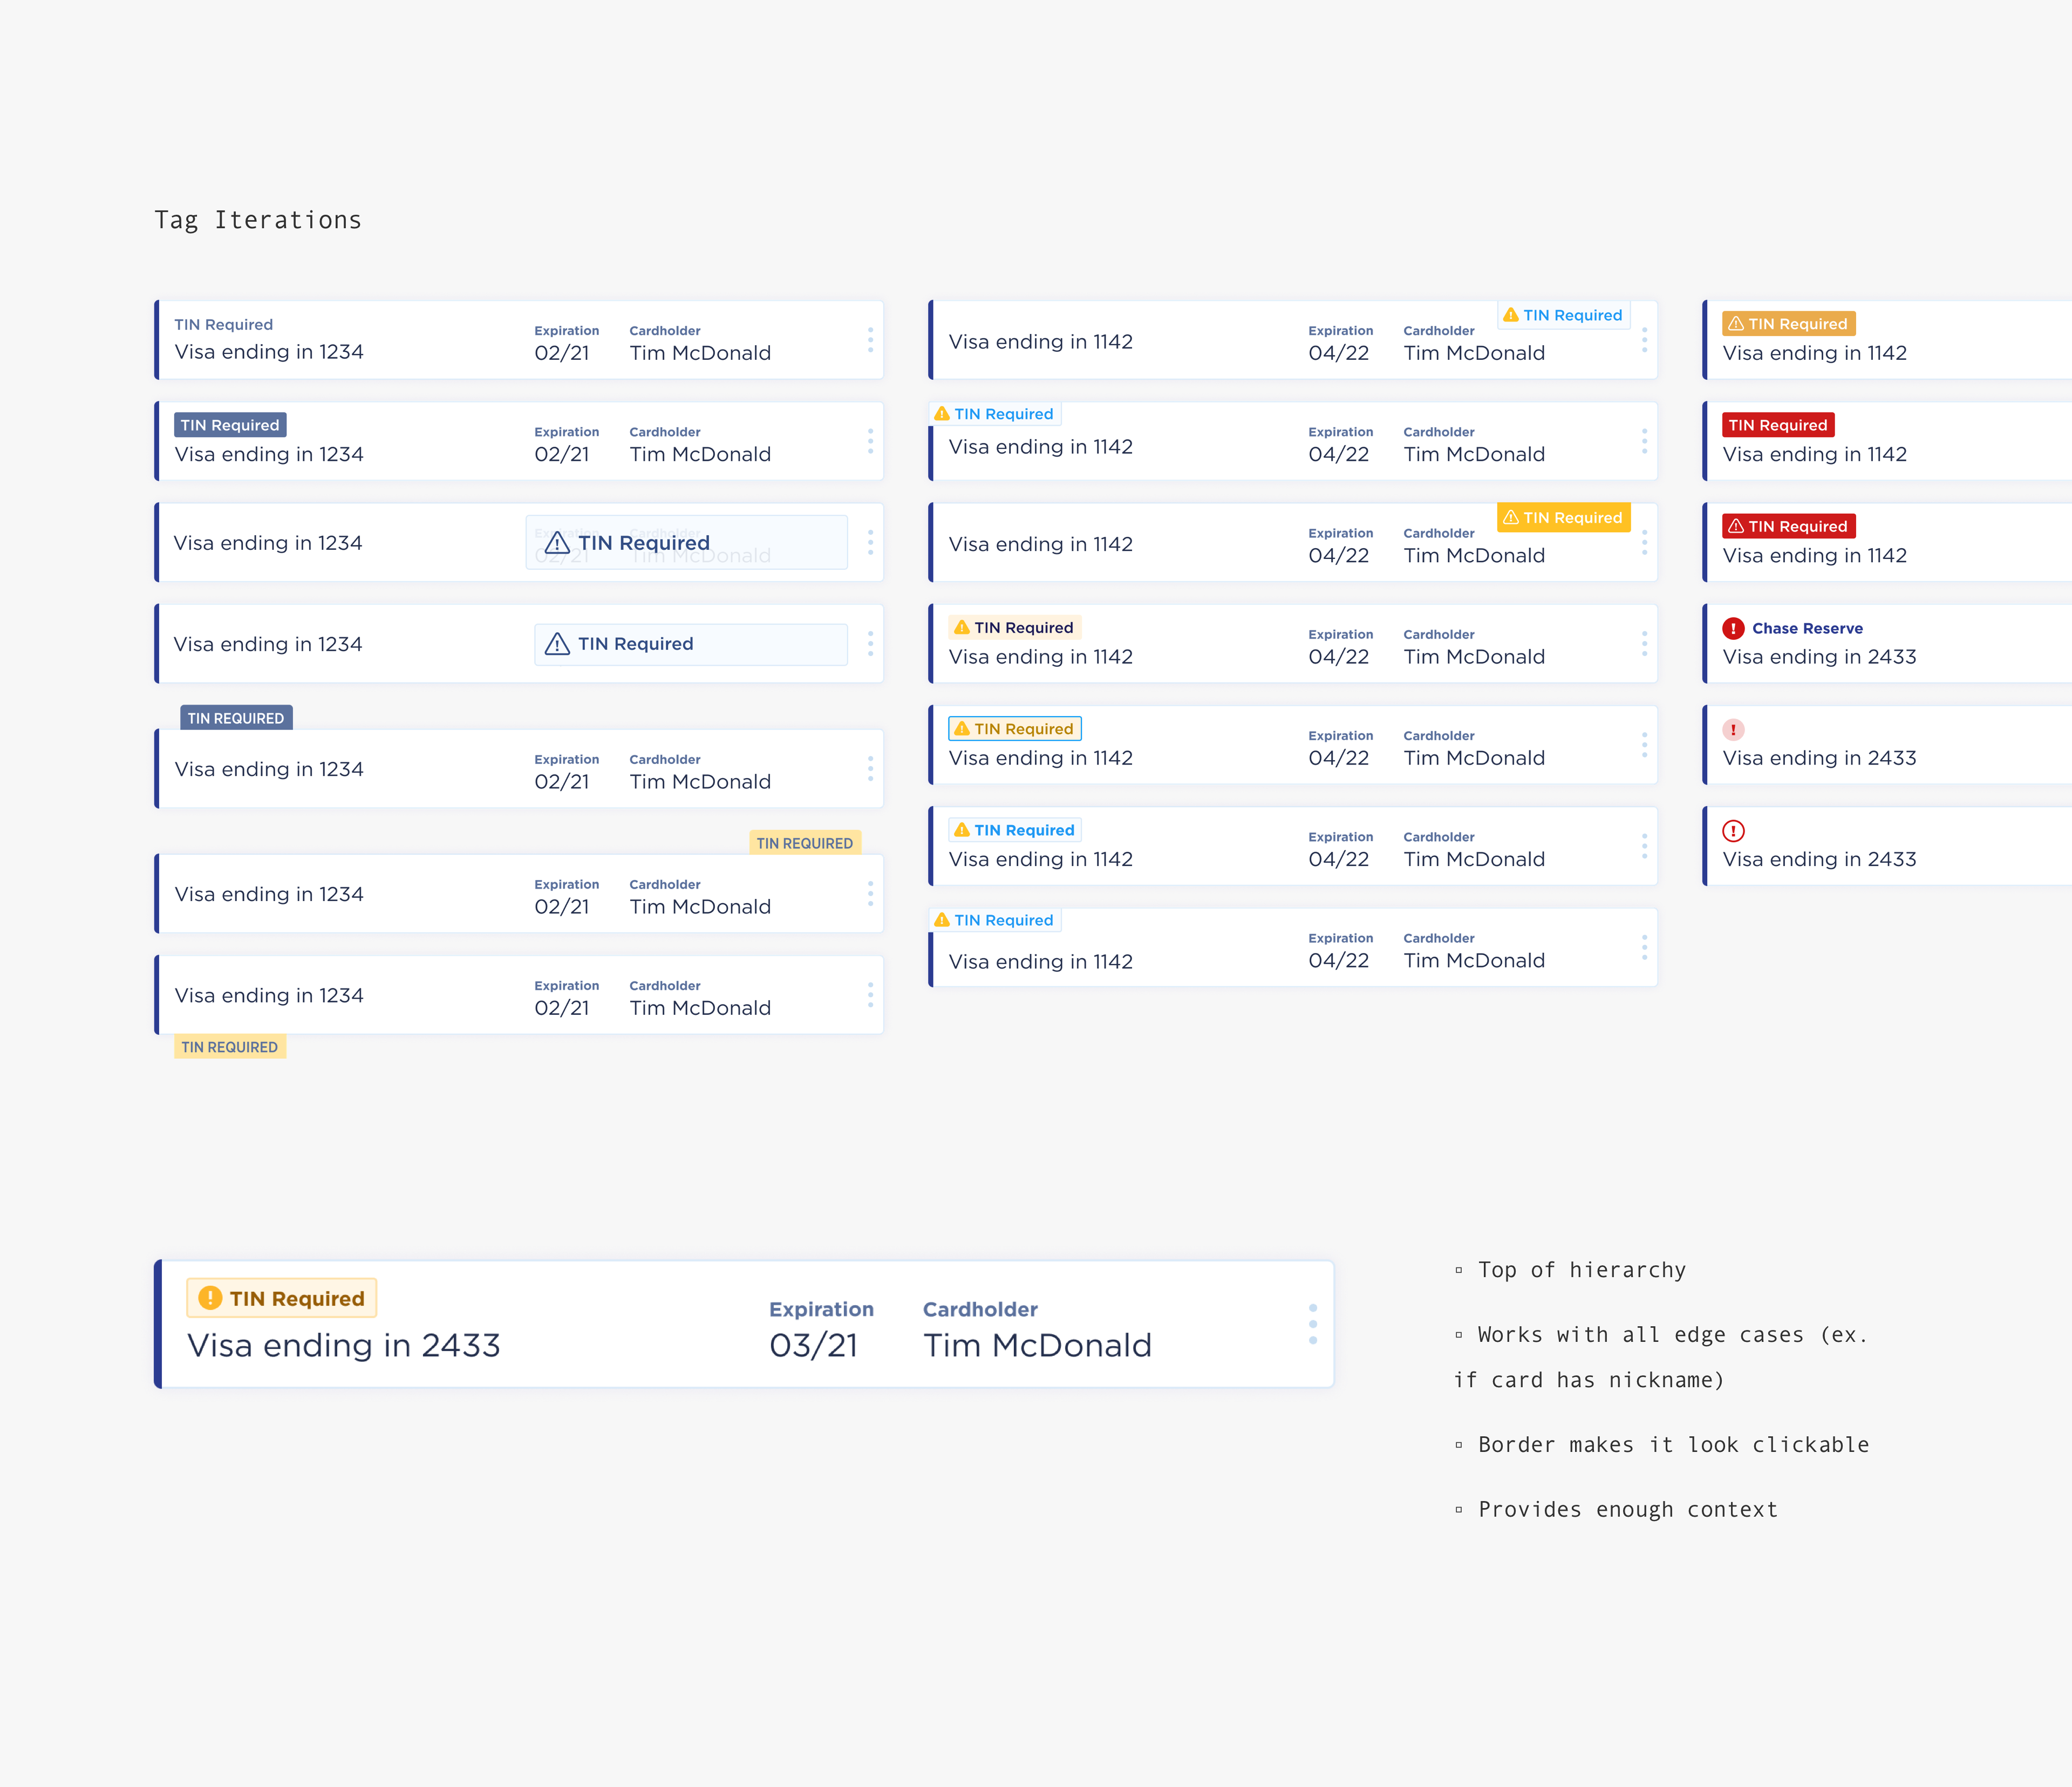 Tag Iterations
TIN Required
Visa ending in 1234
Expiration
02/21
Cardholder
Tim McDonald
TIN Required
Visa ending in 1234
Expiration
02/21
Cardholder
Tim McDonald
Visa ending in 1234
Expiration
02/21
Cardholder
Tim McDonald
TIN Required
Visa ending in 1234
TIN Required
TIN REQUIRED
Visa ending in 1234
Expiration
02/21
Cardholder
Tim McDonald
TIN REQUIRED
Visa ending in 1234
Expiration
02/21
Cardholder
Tim McDonald
Visa ending in 1234
Expiration
02/21
Cardholder
Tim McDonald
TIN REQUIRED
TIN Required
Visa ending in 1142
Expiration
04/22
Cardholder
Tim McDonald
TIN Required
Visa ending in 1142
Expiration
04/22
Cardholder
Tim McDonald
TIN Required
Visa ending in 1142
Expiration
04/22
Cardholder
Tim McDonald
TIN Required
Visa ending in 1142
Expiration
04/22
Cardholder
Tim McDonald
TIN Required
Visa ending in 1142
Expiration
04/22
Cardholder
Tim McDonald
TIN Required
Visa ending in 1142
Expiration
04/22
Cardholder
Tim McDonald
TIN Required
Visa ending in 1142
Expiration
04/22
Cardholder
Tim McDonald
TIN Required
Visa ending in 1142
TIN Required
Visa ending in 1142
TIN Required
Visa ending in 1142
Chase Reserve
Visa ending in 2433
Visa ending in 2433
Visa ending in 2433
TIN Required
Visa ending in 2433
Expiration
03/21
Cardholder
Tim McDonald
▫ Top of hierarchy
▫ Works with all edge cases (ex.
if card has nickname)
▫ Border makes it look clickable
▫ Provides enough context